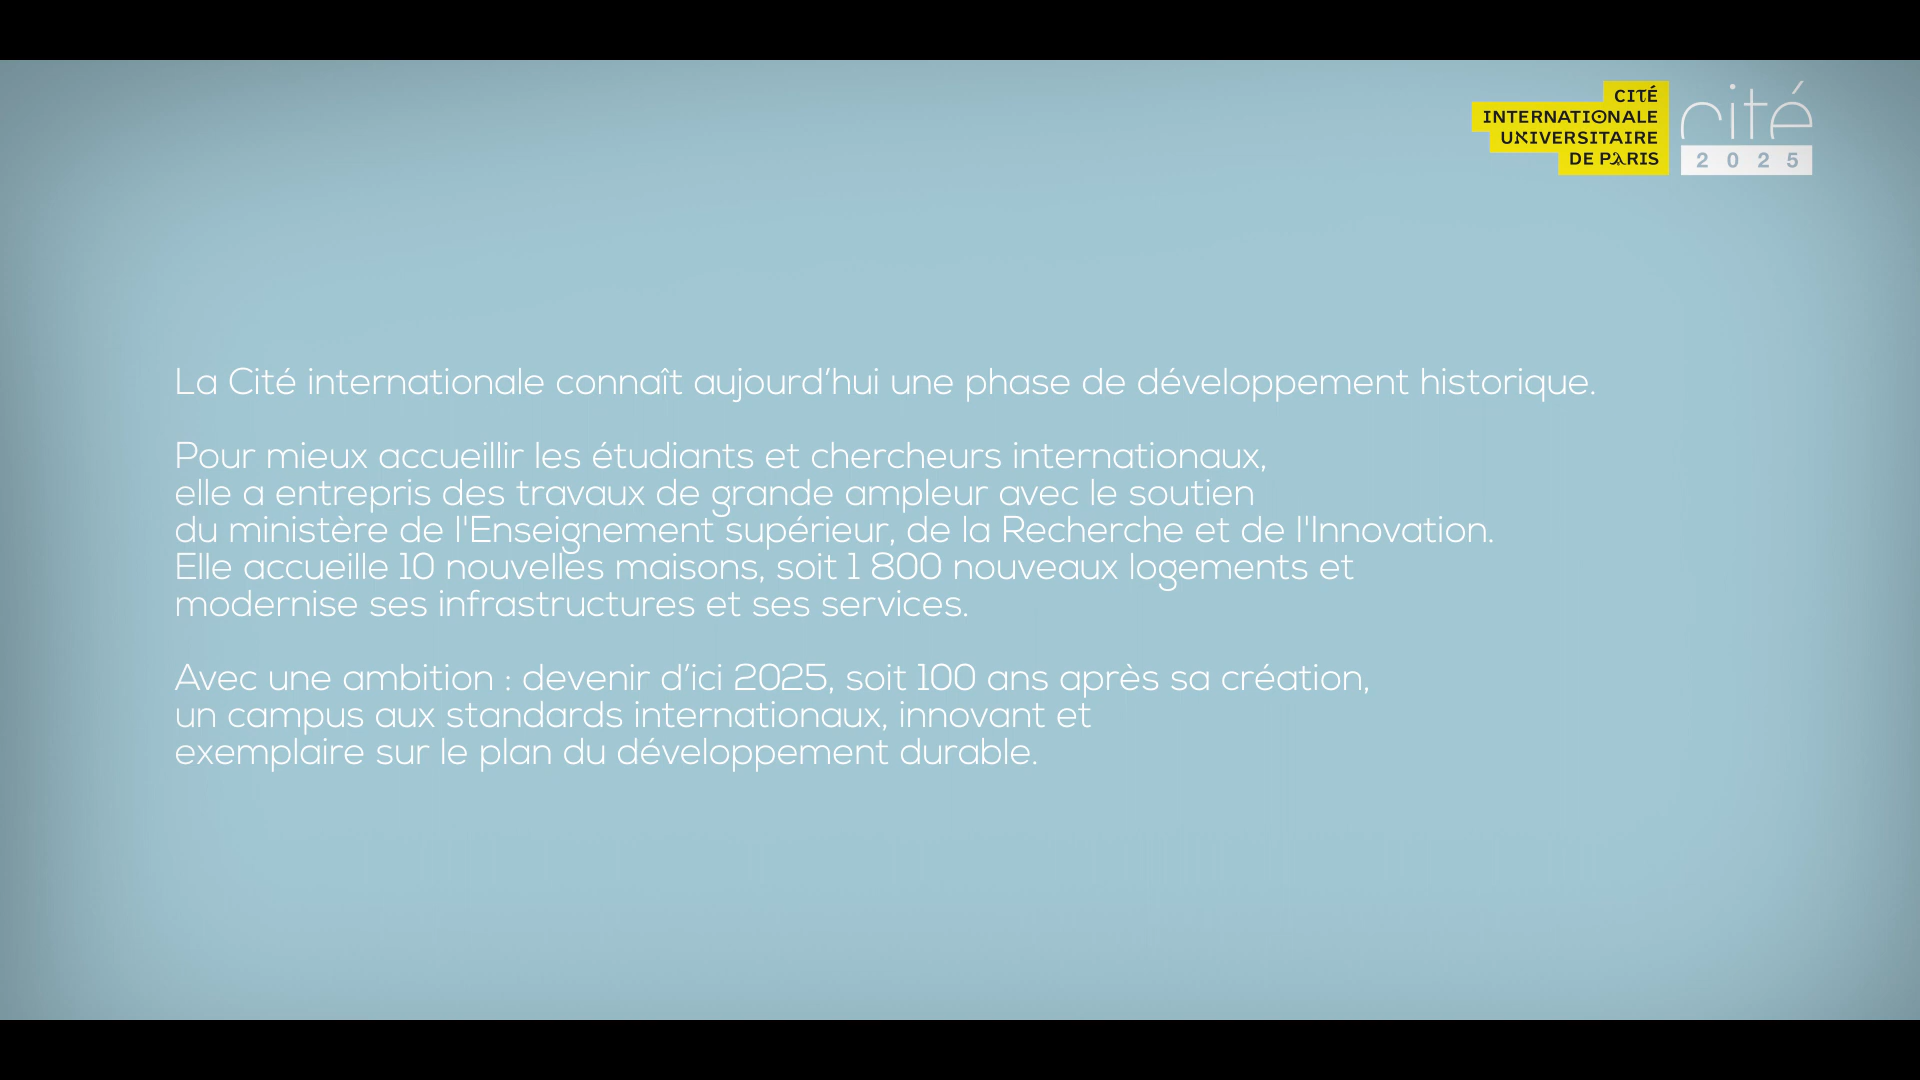 CITÉ
INTERNATIONALE
UNIVERSITAIRE
DE PARIS
cité
2025
La Cité internationale connaît aujourd’hui une phase de développement historique.
Pour mieux accueillir les étudiants et chercheurs internationaux,
elle a entrepris des travaux de grande ampleur avec le soutien
du ministère de l'Enseignement supérieur, de la Recherche et de l'Innovation.
Elle accueille 10 nouvelles maisons, soit 1 800 nouveaux logements et
modernise ses infrastructures et ses services.
Avec une ambition : devenir d’ici 2025, soit 100 ans après sa création,
un campus aux standards internationaux, innovant et
exemplaire sur le plan du développement durable.